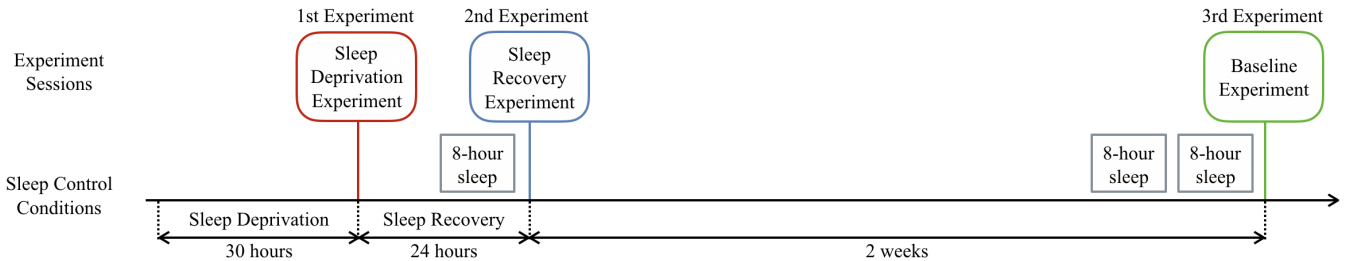 1st Experiment
2nd Experiment
3rd Experiment
Experiment
Sessions
Sleep
Deprivation
Experiment
Sleep
Recovery
Experiment
Baseline
Experiment
8-hour
sleep
8-hour
sleep
8-hour
sleep
Sleep Control
Conditions
Sleep Deprivation
Sleep Recovery
30 hours
24 hours
2 weeks